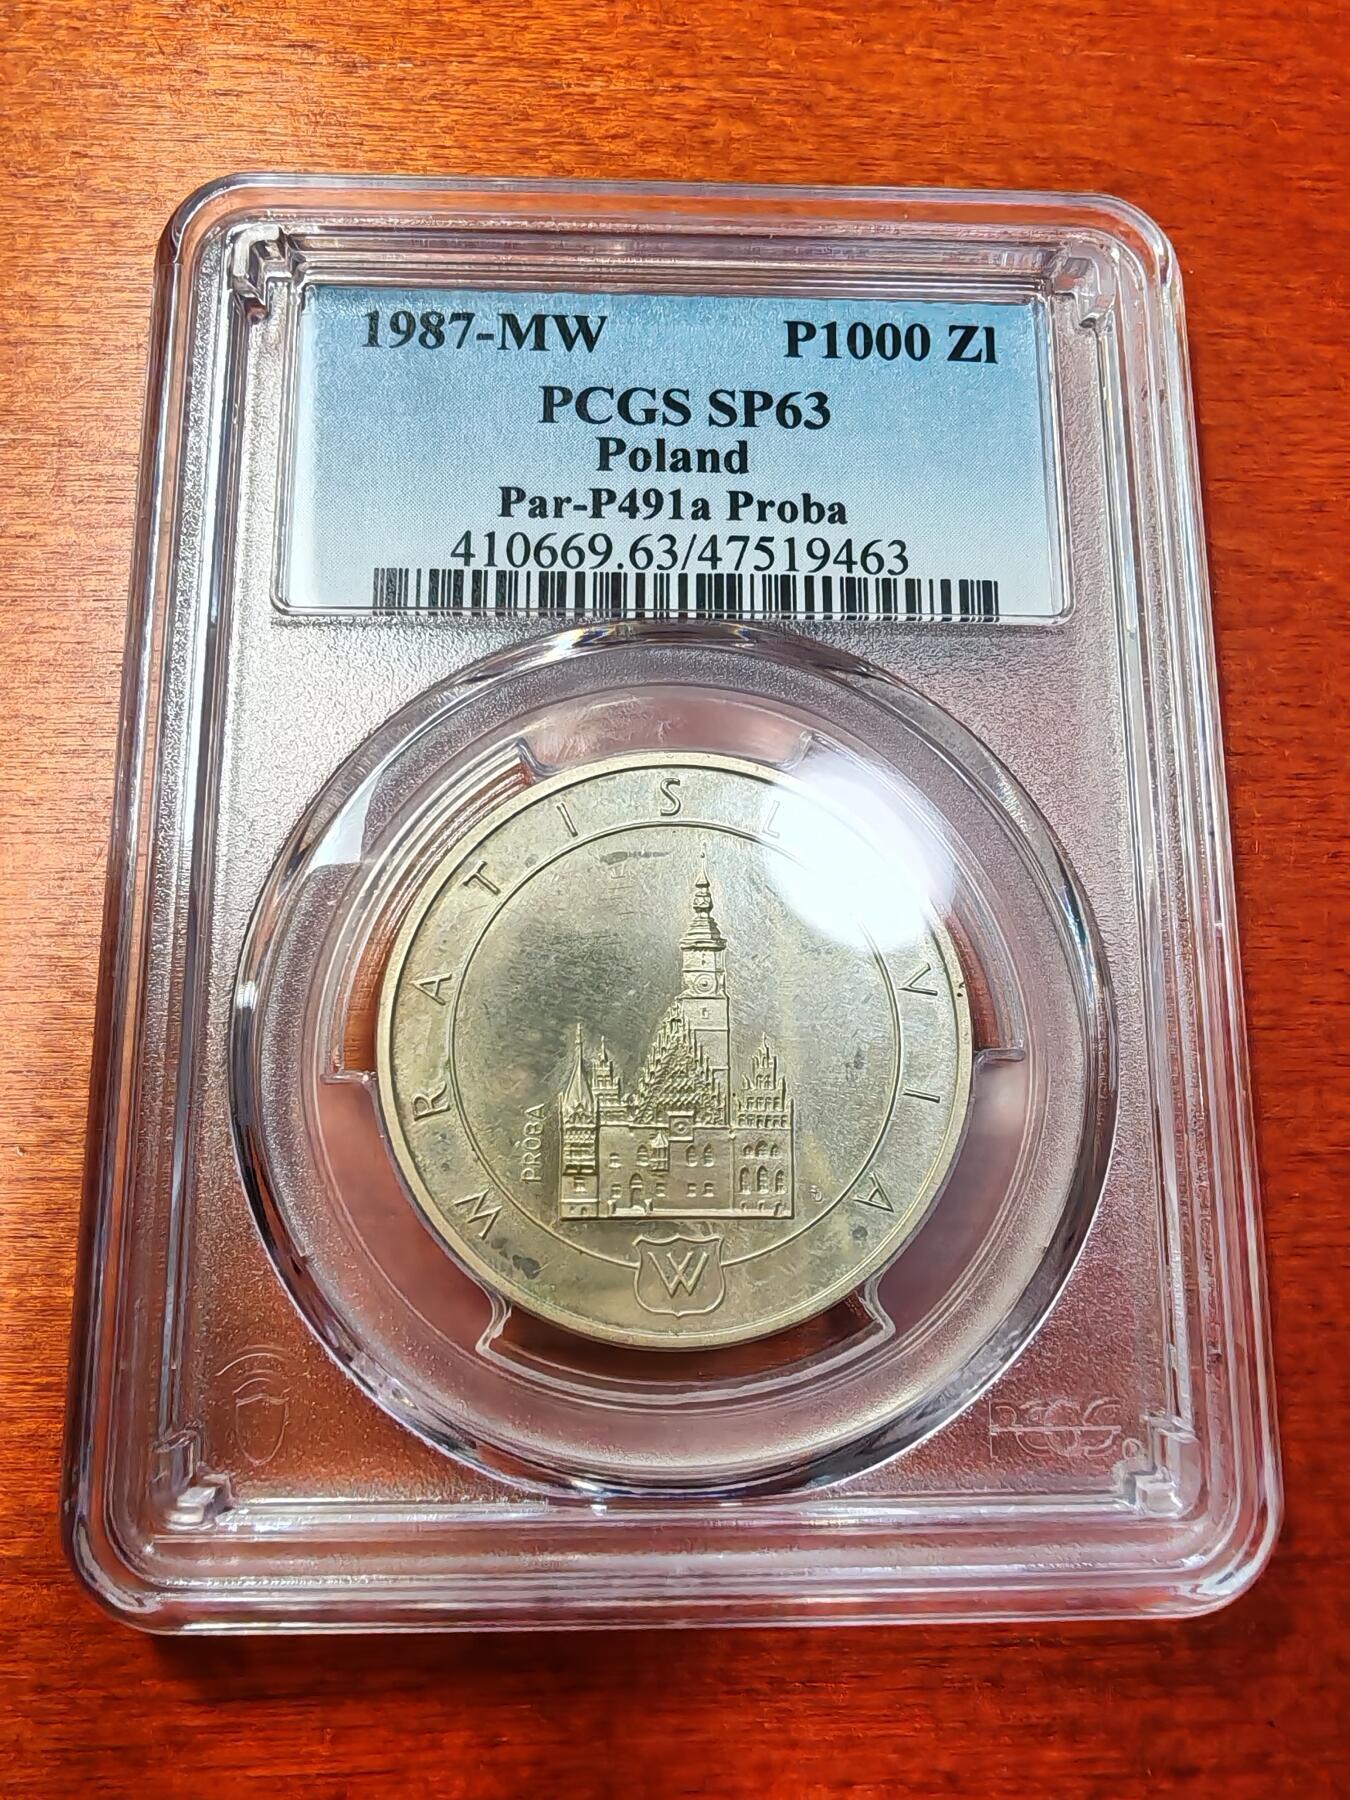 1987-MW P1000 Zl
PCGS SP63
Poland
Par-P491a Proba
410669.63/47519463
WRATISLAVIA
PRÓBA
W
PCGS